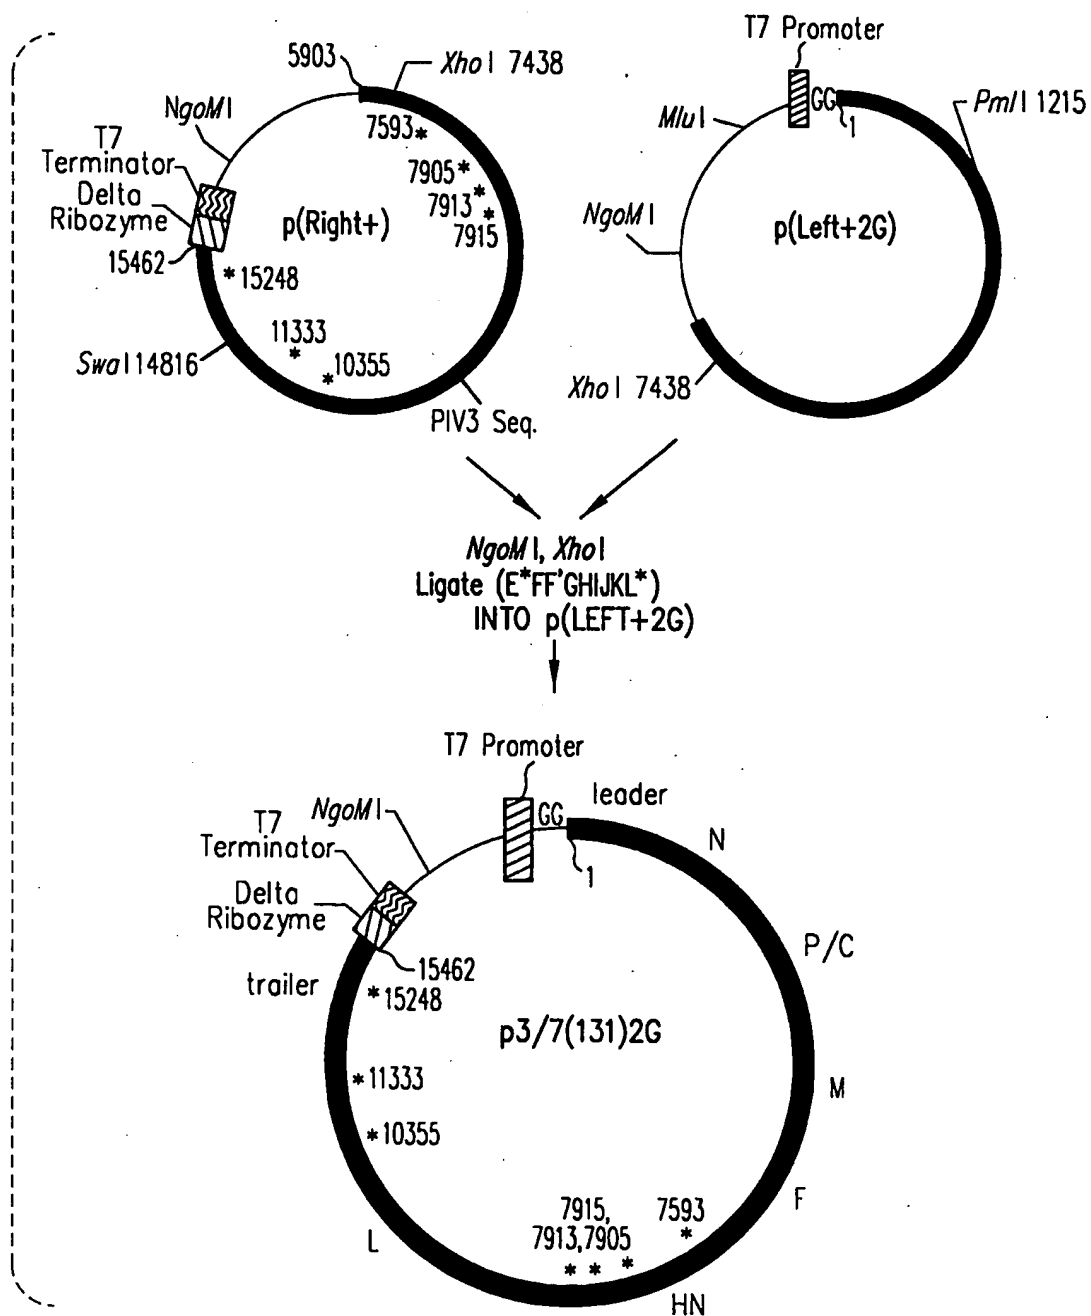 T7 Promoter
5903
XhoI 7438
NgoMI
7593*
T7
Terminator
Delta
Ribozyme
7905*
7913*
*
7915
p(Right+)
15462
*15248
11333
*
*10355
SwaI 14816
PIV3 Seq.
GG
1
MluI
PmlI 1215
NgoMI
p(Left+2G)
XhoI 7438
NgoMI, XhoI
Ligate (E*FF'GHIJKL*)
INTO p(LEFT+2G)
T7 Promoter
NgoMI
GG
leader
1
T7
Terminator
Delta
Ribozyme
N
P/C
15462
trailer
*15248
p3/7(131)2G
*11333
M
*10355
F
7915,
7913,7905
* * *
7593
*
L
HN